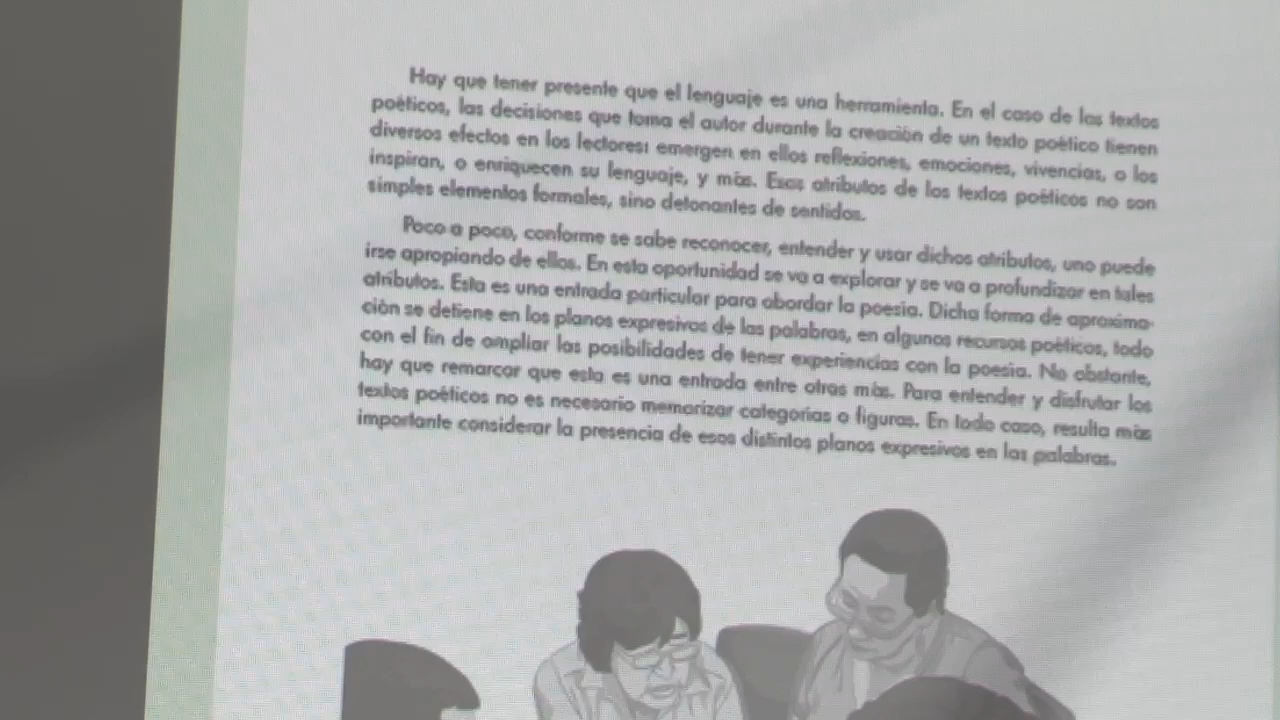 Hay que tener presente que el lenguaje es una herramienta. En el caso de los textos
poéticos, las decisiones que toma el autor durante la creación de un texto poético tienen
diversos efectos en los lectores: emergen en ellos reflexiones, emociones, vivencias, o los
inspiran, o enriquecen su lenguaje, y más. Esos atributos de los textos poéticos no son
simples elementos formales, sino detonantes de sentidos.
Poco a poco, conforme se sabe reconocer, entender y usar dichos atributos, uno puede
irse apropiando de ellos. En esta oportunidad se va a explorar y se va a profundizar en tales
atributos. Esta es una entrada particular para abordar la poesía. Dicha forma de aproxima-
ción se detiene en los planos expresivos de las palabras, en algunos recursos poéticos, todo
con el fin de ampliar las posibilidades de tener experiencias con la poesía. No obstante,
hay que remarcar que esta es una entrada entre otras más. Para entender y disfrutar los
textos poéticos no es necesario memorizar categorías o figuras. En todo caso, resulta más
importante considerar la presencia de esos distintos planos expresivos en las palabras.